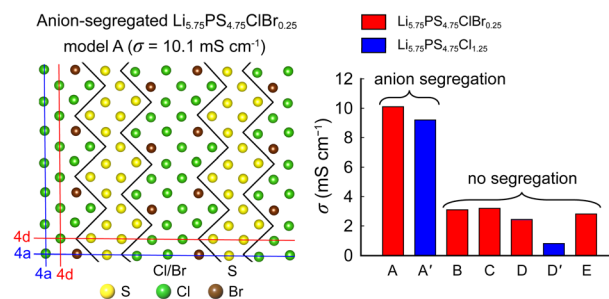 Anion-segregated Li₅.₇₅PS₄.₇₅ClBr₀.₂₅
model A (σ = 10.1 mS cm⁻¹)
4d
4a
4a 4d
Cl/Br S
S Cl Br
Li₅.₇₅PS₄.₇₅ClBr₀.₂₅
Li₅.₇₅PS₄.₇₅Cl₁.₂₅
σ (mS cm⁻¹)
12
10
8
6
4
2
0
anion segregation
no segregation
A A′ B C D D′ E